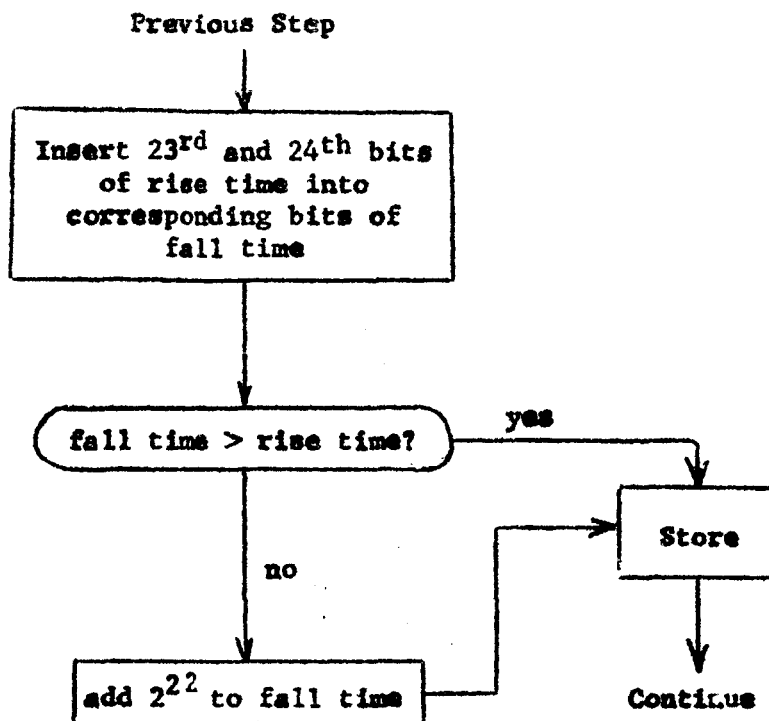 Previous Step
Insert 23rd and 24th bits
of rise time into
corresponding bits of
fall time
fall time > rise time?
yes
Store
no
add 2^22 to fall time
Continue